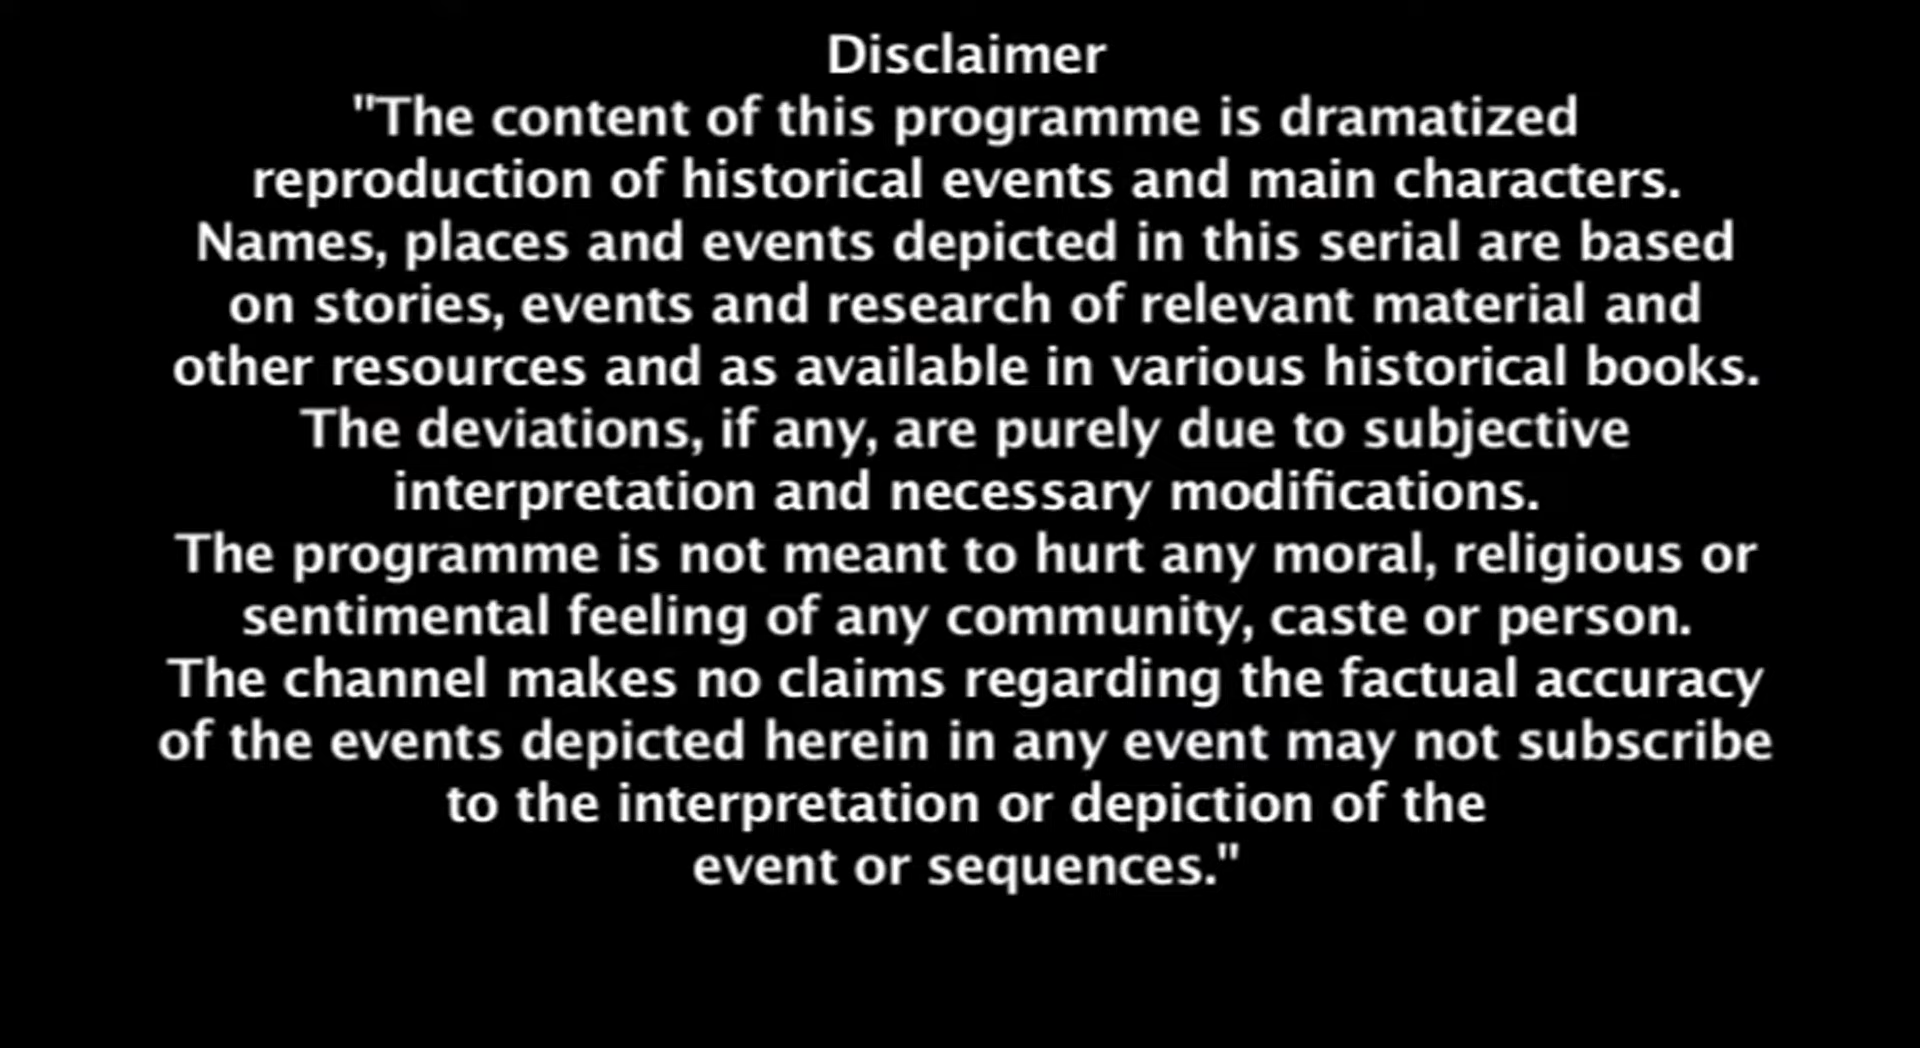 Disclaimer
"The content of this programme is dramatized
reproduction of historical events and main characters.
Names, places and events depicted in this serial are based
on stories, events and research of relevant material and
other resources and as available in various historical books.
The deviations, if any, are purely due to subjective
interpretation and necessary modifications.
The programme is not meant to hurt any moral, religious or
sentimental feeling of any community, caste or person.
The channel makes no claims regarding the factual accuracy
of the events depicted herein in any event may not subscribe
to the interpretation or depiction of the
event or sequences."